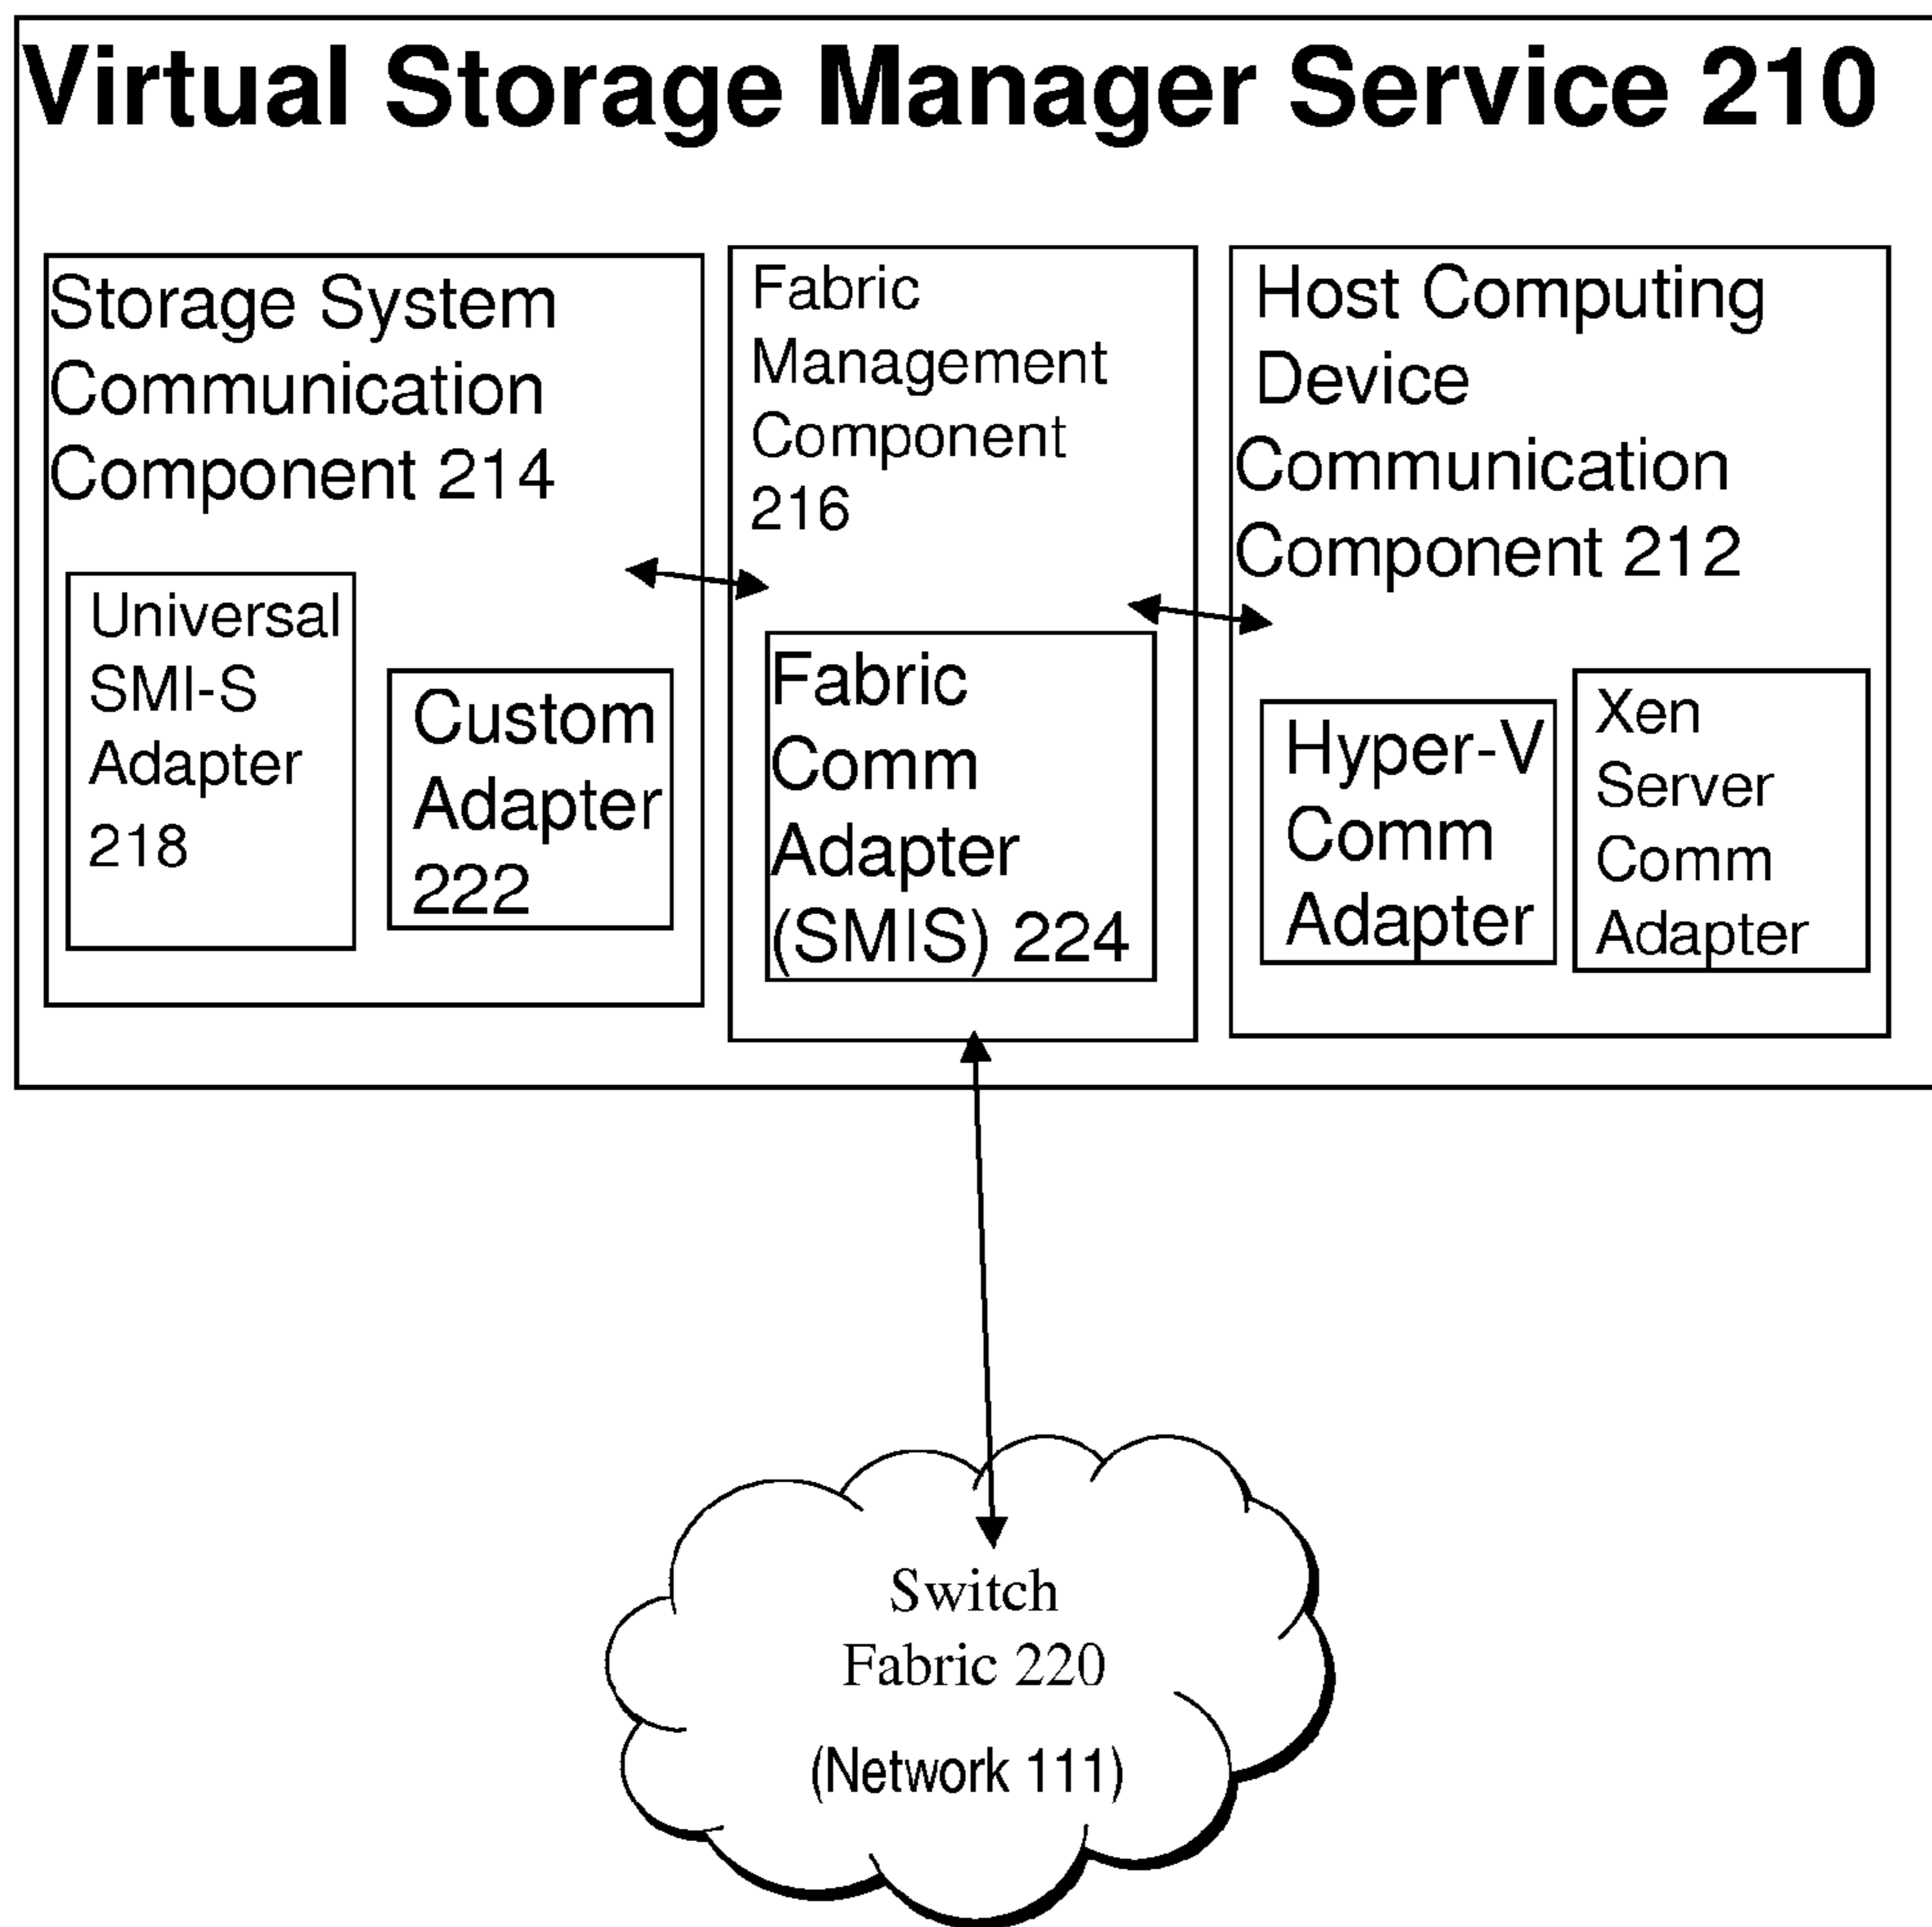 Virtual Storage Manager Service 210
Storage System
Communication
Component 214
Universal
SMI-S
Adapter
218
Custom
Adapter
222
Fabric
Management
Component
216
Fabric
Comm
Adapter
(SMIS) 224
Host Computing
Device
Communication
Component 212
Hyper-V
Comm
Adapter
Xen
Server
Comm
Adapter
Switch
Fabric 220
(Network 111)